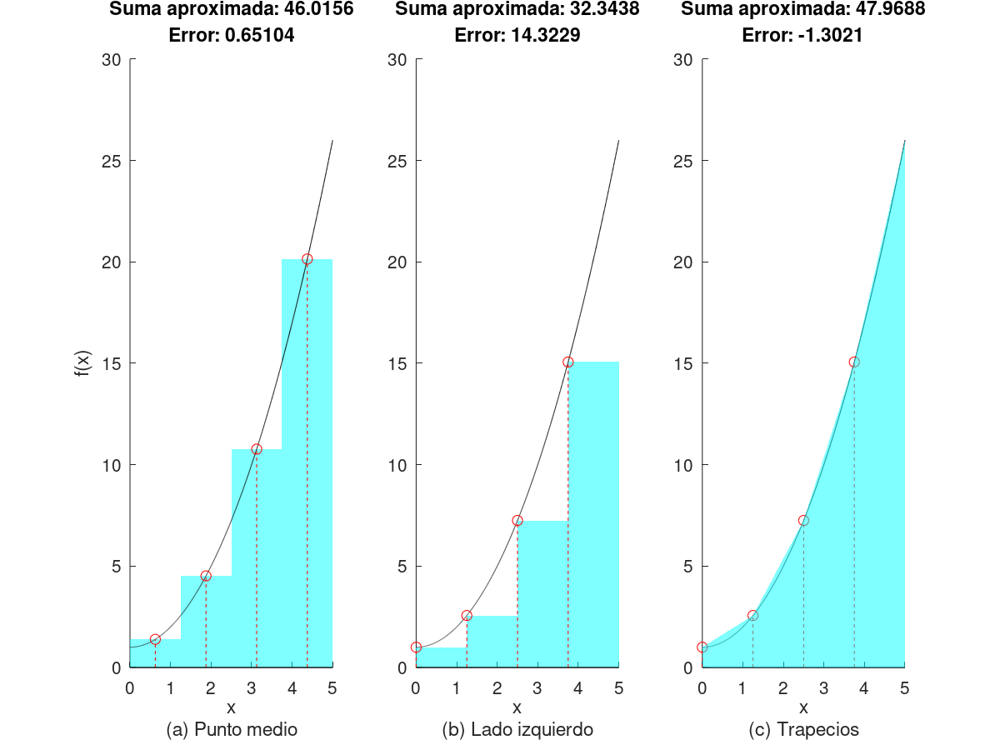 Suma aproximada: 46.0156
Error: 0.65104
30
25
20
15
10
5
0
f(x)
0 1 2 3 4 5
x
(a) Punto medio
Suma aproximada: 32.3438
Error: 14.3229
30
25
20
15
10
5
0
0 1 2 3 4 5
x
(b) Lado izquierdo
Suma aproximada: 47.9688
Error: -1.3021
30
25
20
15
10
5
0
0 1 2 3 4 5
x
(c) Trapecios